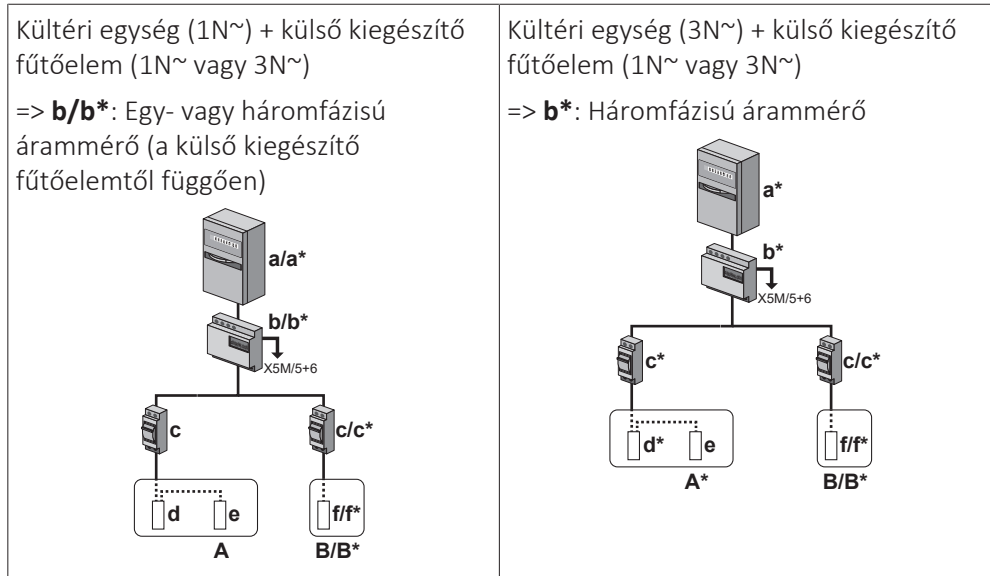 Kültéri egység (1N~) + külső kiegészítő
fűtőelem (1N~ vagy 3N~)
=> b/b*: Egy- vagy háromfázisú
árammérő (a külső kiegészítő
fűtőelemtől függően)
a/a*
b/b*
X5M/5+6
c
c/c*
d
e
f/f*
A
B/B*
Kültéri egység (3N~) + külső kiegészítő
fűtőelem (1N~ vagy 3N~)
=> b*: Háromfázisú árammérő
a*
b*
X5M/5+6
c*
c/c*
d*
e
f/f*
A*
B/B*